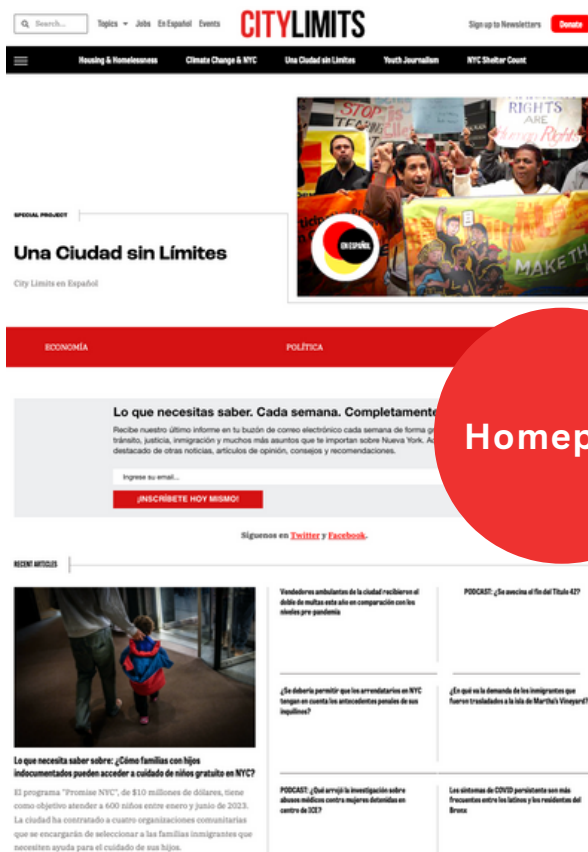 Search...
Topics
Jobs
En Español
Events
CITYLIMITS
Sign up to Newsletters
Donate
Housing & Homelessness
Climate Change & NYC
Una Ciudad sin Límites
Youth Journalism
NYC Shelter Count
STOP
RIGHTS
ARE
Human Rights
EN ESPAÑOL
MAKE TH
SPECIAL PROJECT
Una Ciudad sin Límites
City Limits en Español
ECONOMÍA
POLÍTICA
Homep
Lo que necesitas saber. Cada semana. Completamente
Recibe nuestro último informe en tu buzón de correo electrónico cada semana de forma gr
tránsito, justicia, inmigración y muchos más asuntos que te importan sobre Nueva York. Ac
destacado de otras noticias, artículos de opinión, consejos y recomendaciones.
Ingrese su email...
¡INSCRÍBETE HOY MISMO!
Síguenos en Twitter y Facebook.
RECENT ARTICLES
Lo que necesita saber sobre: ¿Cómo familias con hijos
indocumentados pueden acceder a cuidado de niños gratuito en NYC?
El programa "Promise NYC", de $10 millones de dólares, tiene
como objetivo atender a 600 niños entre enero y junio de 2023.
La ciudad ha contratado a cuatro organizaciones comunitarias
que se encargarán de seleccionar a las familias inmigrantes que
necesiten ayuda para el cuidado de sus hijos.
Vendedores ambulantes de la ciudad recibieron el
doble de multas este año en comparación con los
niveles pre-pandemia
PODCAST: ¿Se avecina el fin del Título 42?
¿Se debería permitir que los arrendatarios en NYC
tengan en cuenta los antecedentes penales de sus
inquilinos?
¿En qué va la demanda de los inmigrantes que
fueron trasladados a la isla de Martha's Vineyard?
PODCAST: ¿Qué arrojó la investigación sobre
abusos médicos contra mujeres detenidas en
centro de ICE?
Los síntomas de COVID persistente son más
frecuentes entre los latinos y los residentes del
Bronx